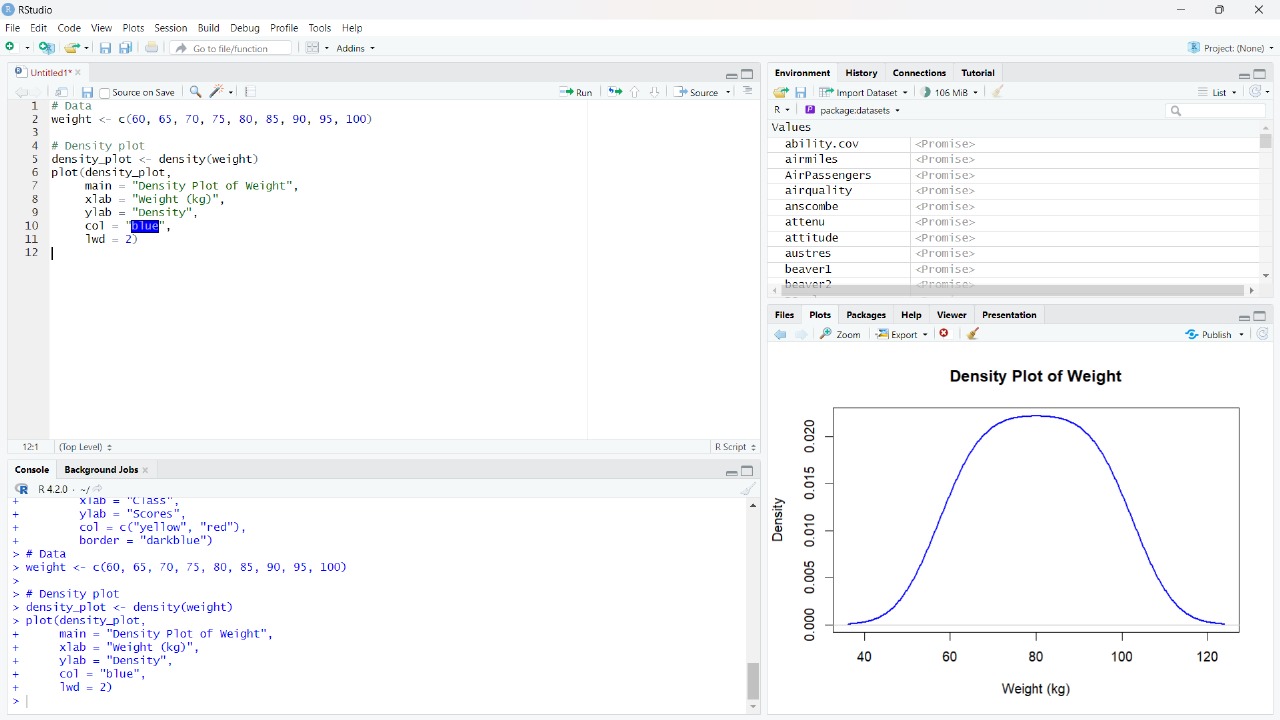 RStudio
File Edit Code View Plots Session Build Debug Profile Tools Help
Go to file/function Addins Project: (None)
Untitled1*
Source on Save Run Source
1 # Data
2 weight <- c(60, 65, 70, 75, 80, 85, 90, 95, 100)
3
4 # Density plot
5 density_plot <- density(weight)
6 plot(density_plot,
7 main = "Density Plot of Weight",
8 xlab = "Weight (kg)",
9 ylab = "Density",
10 col = "blue",
11 lwd = 2)
12
12:1 (Top Level) R Script
Console Background Jobs
R 4.2.0 · ~/
+ xlab = "Class",
+ ylab = "Scores",
+ col = c("yellow", "red"),
+ border = "darkblue")
> # Data
> weight <- c(60, 65, 70, 75, 80, 85, 90, 95, 100)
>
> # Density plot
> density_plot <- density(weight)
> plot(density_plot,
+ main = "Density Plot of Weight",
+ xlab = "Weight (kg)",
+ ylab = "Density",
+ col = "blue",
+ lwd = 2)
>
Environment History Connections Tutorial
Import Dataset 106 MiB List
R package:datasets
Values
ability.cov <Promise>
airmiles <Promise>
AirPassengers <Promise>
airquality <Promise>
anscombe <Promise>
attenu <Promise>
attitude <Promise>
austres <Promise>
beaver1 <Promise>
beaver2 <Promise>
Files Plots Packages Help Viewer Presentation
Zoom Export Publish
Density Plot of Weight
Density
0.020
0.015
0.010
0.005
0.000
40 60 80 100 120
Weight (kg)